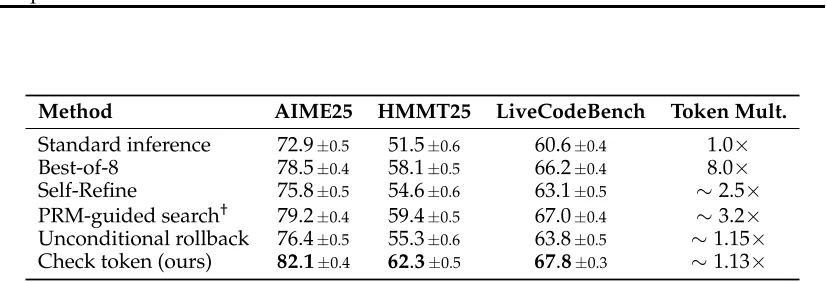 Method AIME25 HMMT25 LiveCodeBench Token Mult.
Standard inference 72.9 ±0.5 51.5 ±0.6 60.6 ±0.4 1.0×
Best-of-8 78.5 ±0.4 58.1 ±0.5 66.2 ±0.4 8.0×
Self-Refine 75.8 ±0.5 54.6 ±0.6 63.1 ±0.5 ∼ 2.5×
PRM-guided search† 79.2 ±0.4 59.4 ±0.5 67.0 ±0.4 ∼ 3.2×
Unconditional rollback 76.4 ±0.5 55.3 ±0.6 63.8 ±0.5 ∼ 1.15×
Check token (ours) 82.1 ±0.4 62.3 ±0.5 67.8 ±0.3 ∼ 1.13×